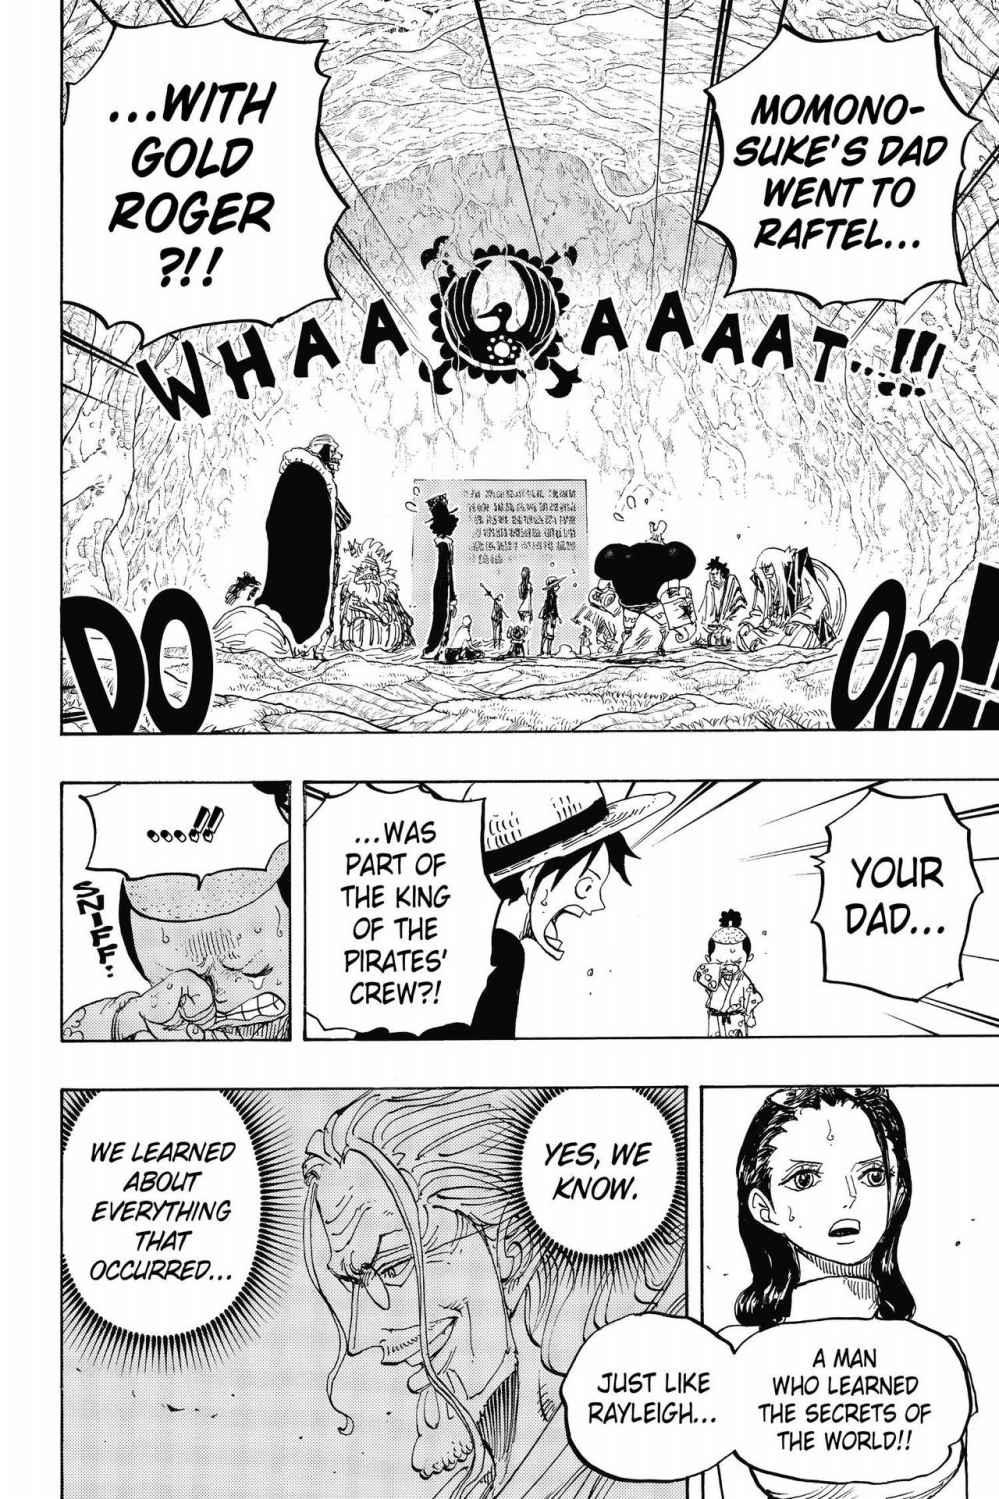 MOMONO-
SUKE'S DAD
WENT TO
RAFTEL...
...WITH
GOLD
ROGER
?!!
WHAA AAAAT...!!!
DO
Om!!
YOUR
DAD...
...WAS
PART OF
THE KING
OF THE
PIRATES'
CREW?!
....!!
SNIFF..
A MAN
WHO LEARNED
THE SECRETS OF
THE WORLD!!
JUST LIKE
RAYLEIGH...
YES, WE
KNOW.
WE LEARNED
ABOUT
EVERYTHING
THAT
OCCURRED...